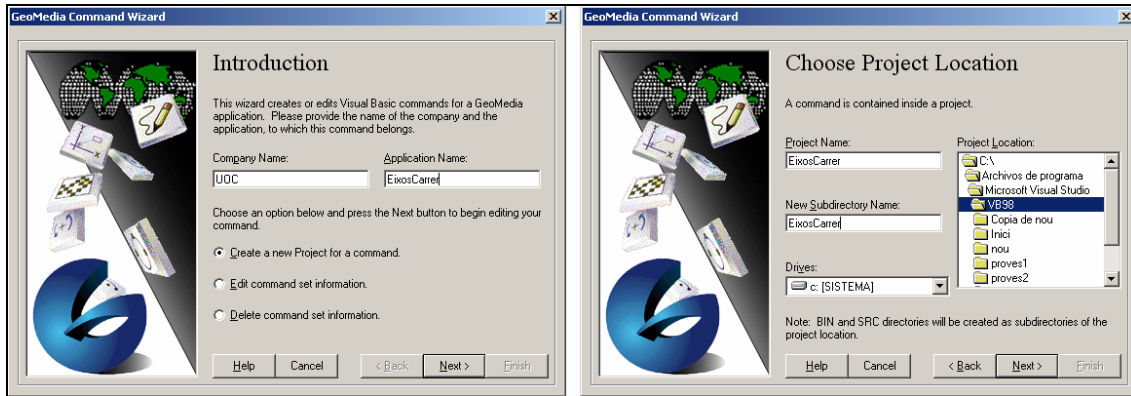 GeoMedia Command Wizard
Introduction
This wizard creates or edits Visual Basic commands for a GeoMedia
application. Please provide the name of the company and the
application, to which this command belongs.
Company Name:
Application Name:
UOC
EixosCarrer
Choose an option below and press the Next button to begin editing your
command.
Create a new Project for a command.
Edit command set information.
Delete command set information.
Help
Cancel
< Back
Next >
Finish
GeoMedia Command Wizard
Choose Project Location
A command is contained inside a project.
Project Name:
EixosCarrer
New Subdirectory Name:
EixosCarrer
Drives:
c: [SISTEMA]
Project Location:
C:\
Archivos de programa
Microsoft Visual Studio
VB98
Copia de nou
Inici
nou
proves1
proves2
Note: BIN and SRC directories will be created as subdirectories of the
project location.
Help
Cancel
< Back
Next >
Finish